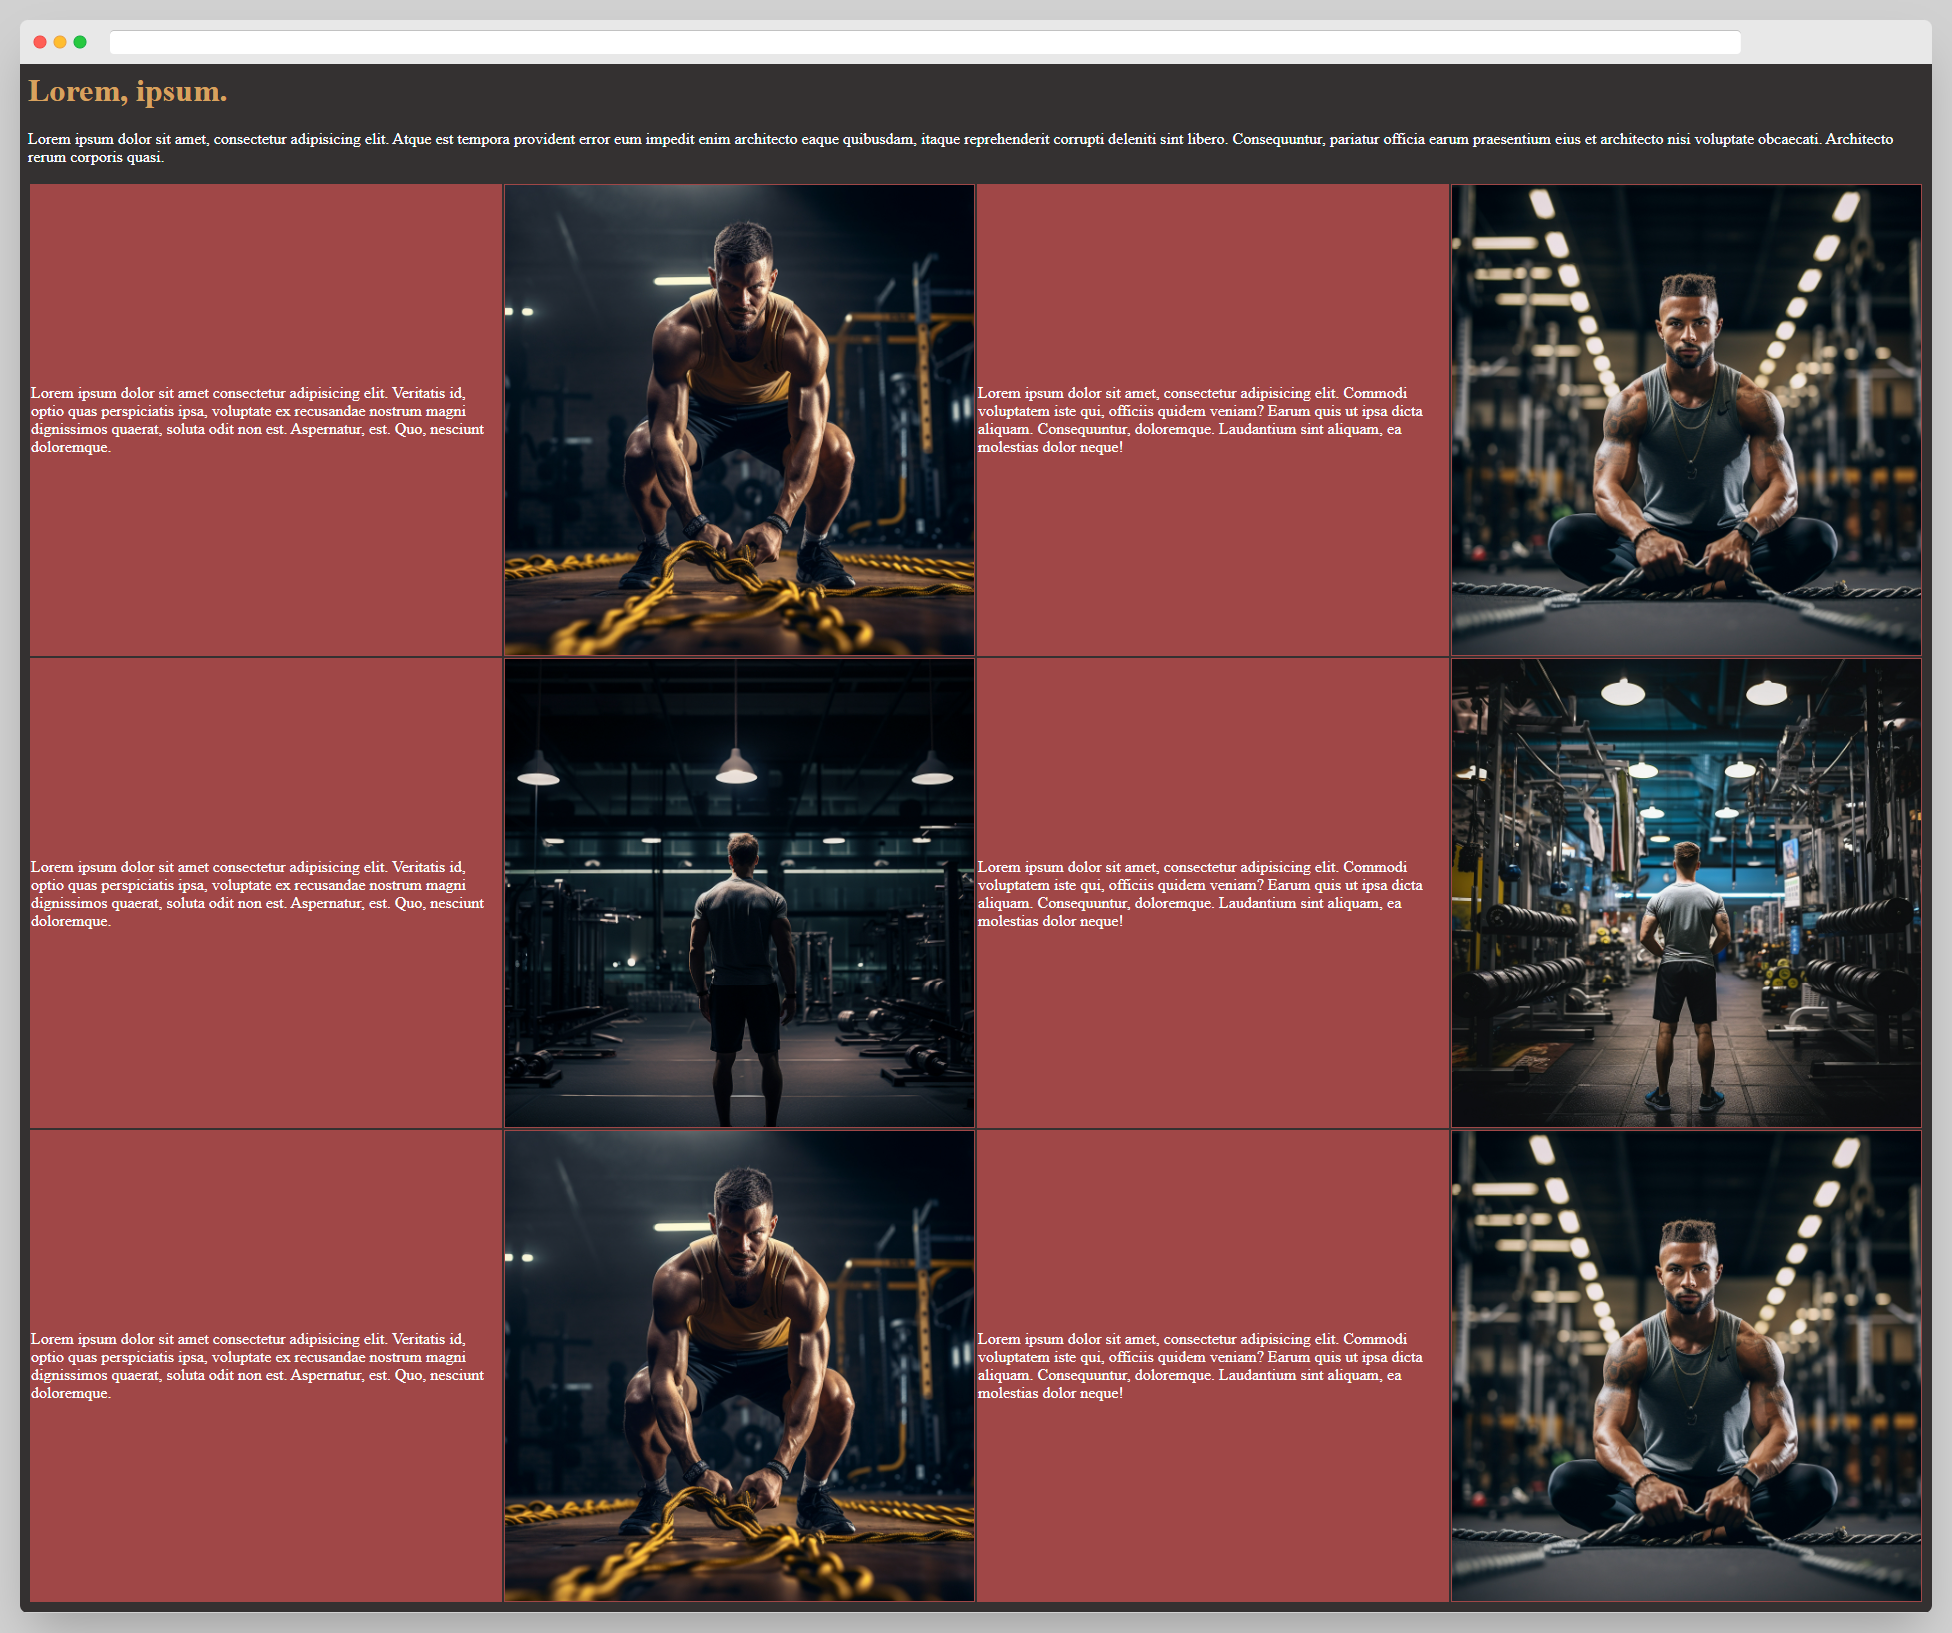 Lorem, ipsum.
Lorem ipsum dolor sit amet, consectetur adipisicing elit. Atque est tempora provident error eum impedit enim architecto eaque quibusdam, itaque reprehenderit corrupti deleniti sint libero. Consequuntur, pariatur officia earum praesentium eius et architecto nisi voluptate obcaecati. Architecto
rerum corporis quasi.
Lorem ipsum dolor sit amet consectetur adipisicing elit. Veritatis id,
optio quas perspiciatis ipsa, voluptate ex recusandae nostrum magni
dignissimos quaerat, soluta odit non est. Aspernatur, est. Quo, nesciunt
doloremque.
Lorem ipsum dolor sit amet, consectetur adipisicing elit. Commodi
voluptatem iste qui, officiis quidem veniam? Earum quis ut ipsa dicta
aliquam. Consequuntur, doloremque. Laudantium sint aliquam, ea
molestias dolor neque!
Lorem ipsum dolor sit amet consectetur adipisicing elit. Veritatis id,
optio quas perspiciatis ipsa, voluptate ex recusandae nostrum magni
dignissimos quaerat, soluta odit non est. Aspernatur, est. Quo, nesciunt
doloremque.
Lorem ipsum dolor sit amet, consectetur adipisicing elit. Commodi
voluptatem iste qui, officiis quidem veniam? Earum quis ut ipsa dicta
aliquam. Consequuntur, doloremque. Laudantium sint aliquam, ea
molestias dolor neque!
Lorem ipsum dolor sit amet consectetur adipisicing elit. Veritatis id,
optio quas perspiciatis ipsa, voluptate ex recusandae nostrum magni
dignissimos quaerat, soluta odit non est. Aspernatur, est. Quo, nesciunt
doloremque.
Lorem ipsum dolor sit amet, consectetur adipisicing elit. Commodi
voluptatem iste qui, officiis quidem veniam? Earum quis ut ipsa dicta
aliquam. Consequuntur, doloremque. Laudantium sint aliquam, ea
molestias dolor neque!